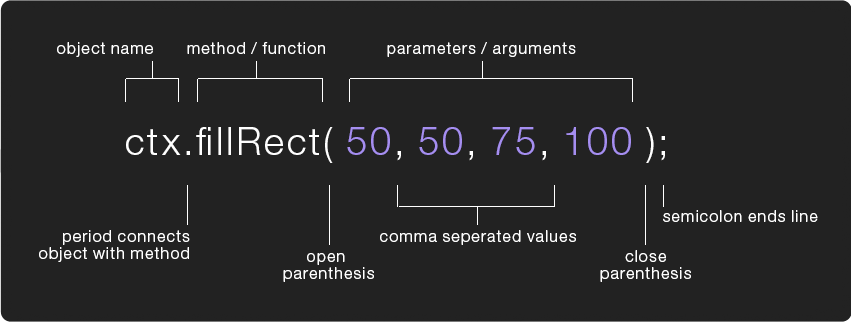 object name
method / function
parameters / arguments
ctx.fillRect( 50, 50, 75, 100 );
period connects
object with method
open
parenthesis
comma seperated values
close
parenthesis
semicolon ends line